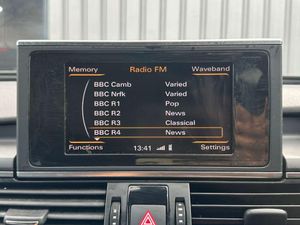 Memory Radio FM Waveband
BBC Camb Varied
BBC Nrfk Varied
BBC R1 Pop
BBC R2 News
BBC R3 Classical
BBC R4 News
Functions 13:41 Settings